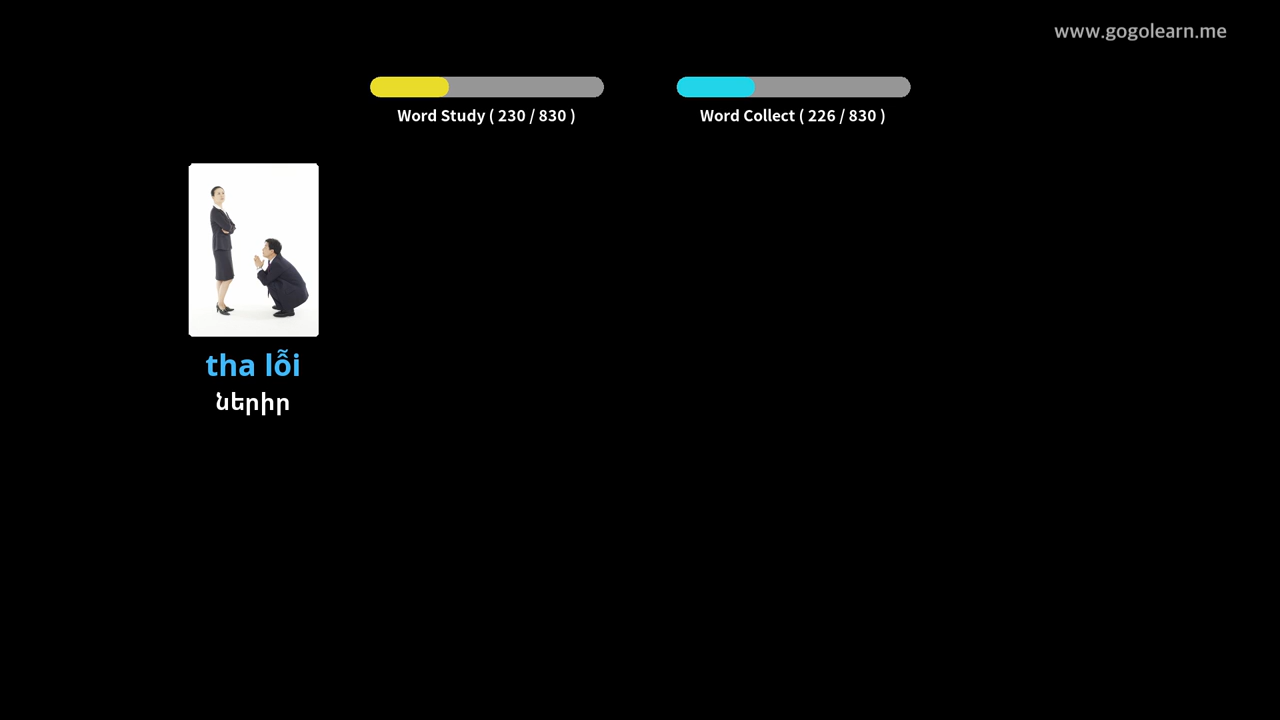 www.gogolearn.me
Word Study ( 230 / 830 )
Word Collect ( 226 / 830 )
tha lỗi
ներիր